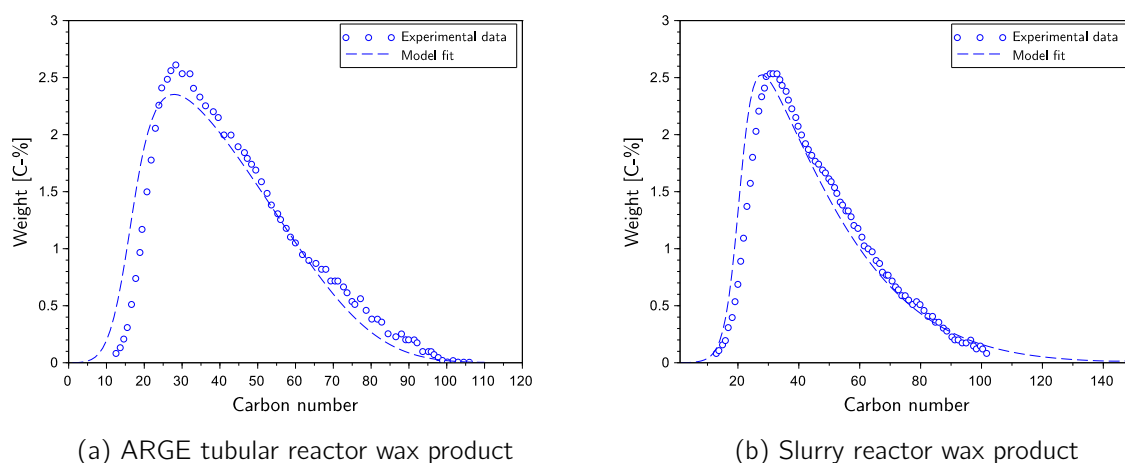 Experimental data
Model fit
Weight [C-%]
3
2.5
2
1.5
1
0.5
0
0 10 20 30 40 50 60 70 80 90 100 110 120
Carbon number
(a) ARGE tubular reactor wax product
Experimental data
Model fit
Weight [C-%]
3
2.5
2
1.5
1
0.5
0
20 40 60 80 100 120 140
Carbon number
(b) Slurry reactor wax product